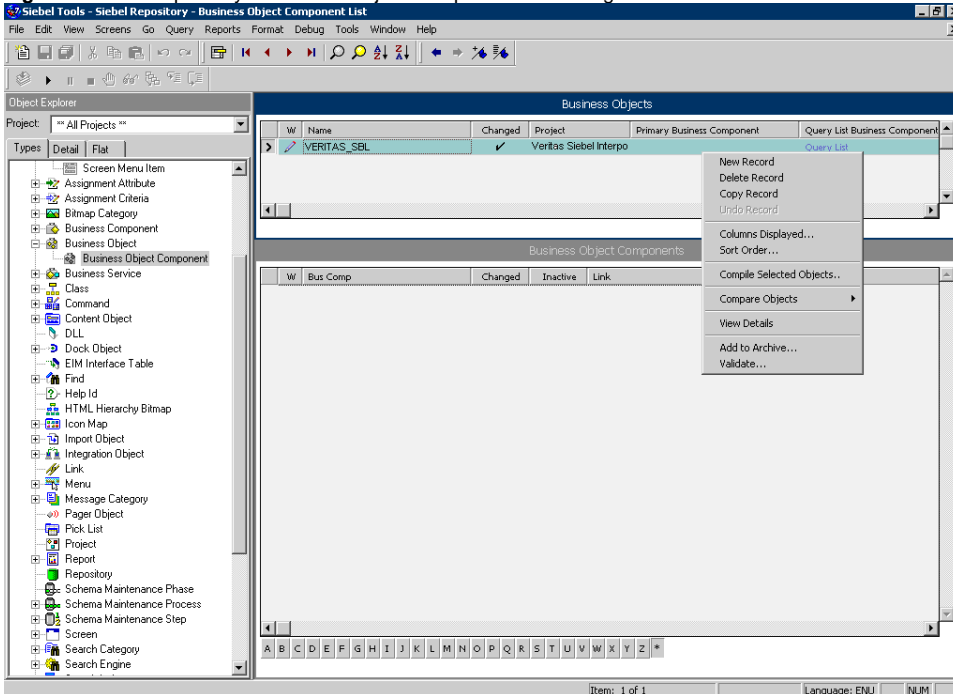 Siebel Tools - Siebel Repository - Business Object Component List
File Edit View Screens Go Query Reports Format Debug Tools Window Help
Object Explorer
Project: ** All Projects **
Types Detail Flat
Screen Menu Item
Assignment Attribute
Assignment Criteria
Bitmap Category
Business Component
Business Object
Business Object Component
Business Service
Class
Command
Content Object
DLL
Dock Object
EIM Interface Table
Find
Help Id
HTML Hierarchy Bitmap
Icon Map
Import Object
Integration Object
Link
Menu
Message Category
Pager Object
Pick List
Project
Report
Repository
Schema Maintenance Phase
Schema Maintenance Process
Schema Maintenance Step
Screen
Search Category
Search Engine
Business Objects
W Name Changed Project Primary Business Component Query List Business Component
VERITAS_SBL Veritas Siebel Interpo Query List
New Record
Delete Record
Copy Record
Undo Record
Columns Displayed...
Sort Order...
Compile Selected Objects..
Compare Objects
View Details
Add to Archive...
Validate...
Business Object Components
W Bus Comp Changed Inactive Link
A B C D E F G H I J K L M N O P Q R S T U V W X Y Z *
Item: 1 of 1 Language: ENU NUM